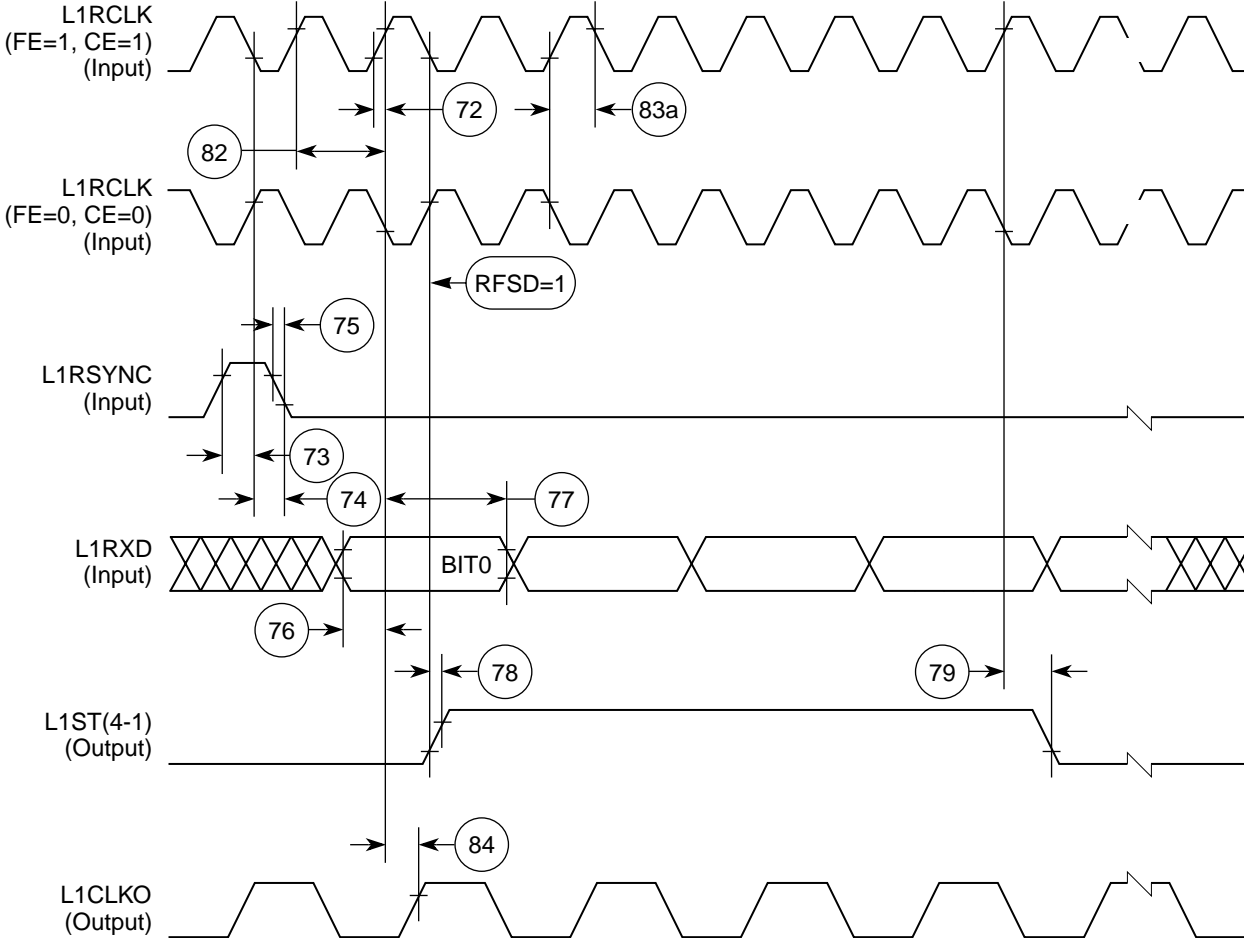 L1RCLK
(FE=1, CE=1)
(Input)
72
83a
82
L1RCLK
(FE=0, CE=0)
(Input)
RFSD=1
75
L1RSYNC
(Input)
73
74
77
L1RXD
(Input)
BIT0
76
78
79
L1ST(4-1)
(Output)
84
L1CLKO
(Output)